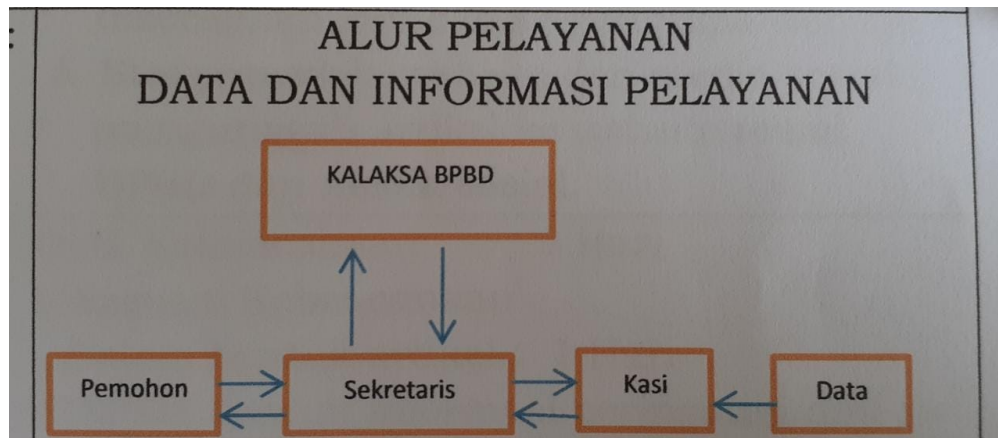 ALUR PELAYANAN
DATA DAN INFORMASI PELAYANAN
KALAKSA BPBD
Pemohon
Sekretaris
Kasi
Data